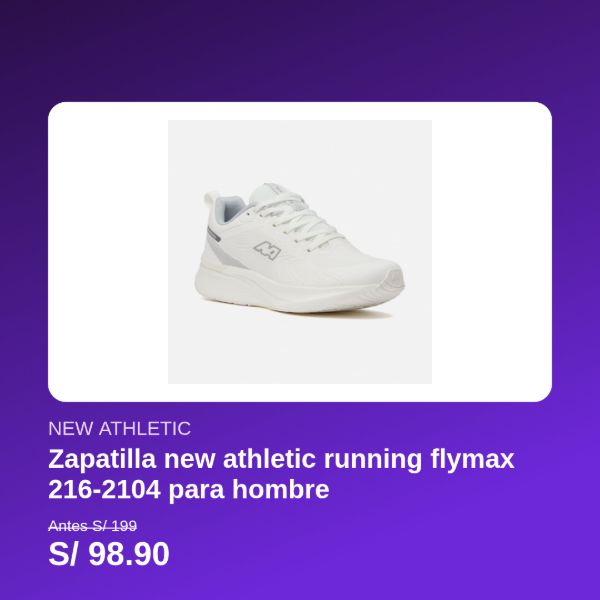 NEW ATHLETIC
Zapatilla new athletic running flymax
216-2104 para hombre
Antes S/ 199
S/ 98.90